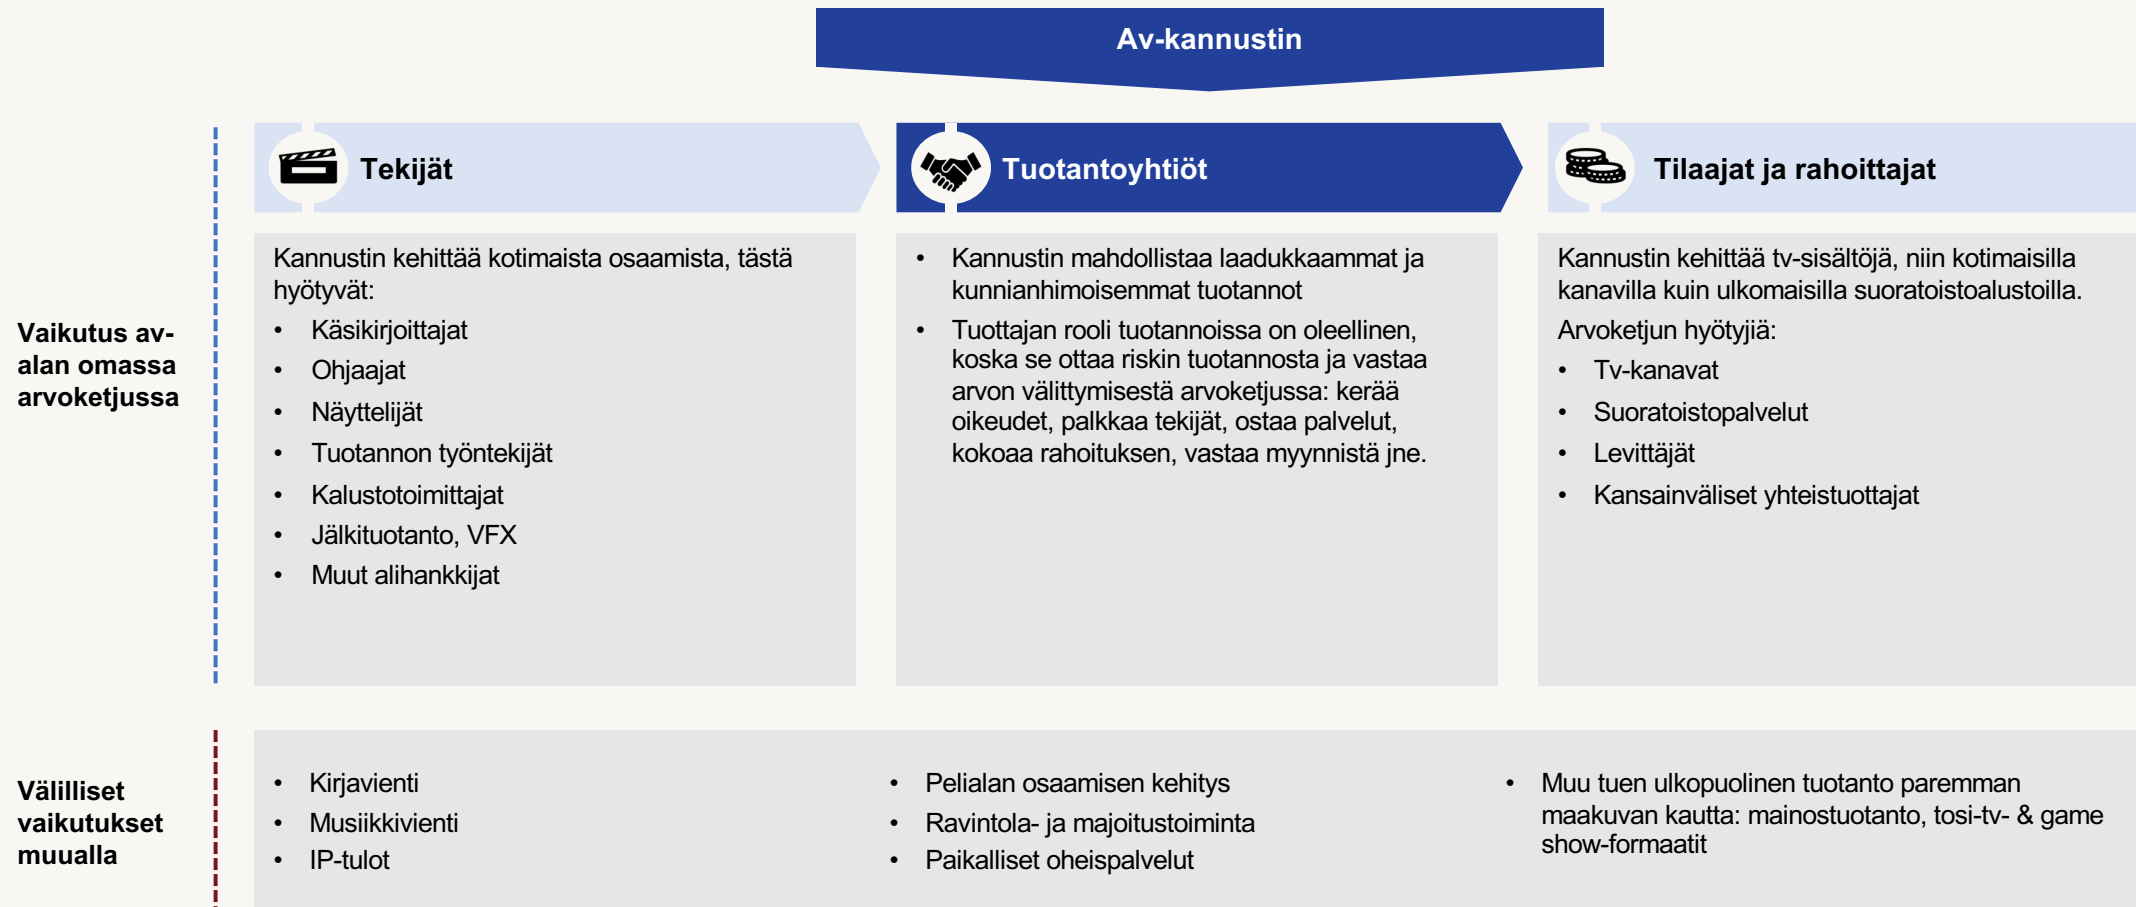 Av-kannustin
Tekijät
Tuotantoyhtiöt
Tilaajat ja rahoittajat
Vaikutus av-
alan omassa
arvoketjussa
Kannustin kehittää kotimaista osaamista, tästä
hyötyvät:
• Käsikirjoittajat
• Ohjaajat
• Näyttelijät
• Tuotannon työntekijät
• Kalustotoimittajat
• Jälkituotanto, VFX
• Muut alihankkijat
• Kannustin mahdollistaa laadukkaammat ja
kunnianhimoisemmat tuotannot
• Tuottajan rooli tuotannoissa on oleellinen,
koska se ottaa riskin tuotannosta ja vastaa
arvon välittymisestä arvoketjussa: kerää
oikeudet, palkkaa tekijät, ostaa palvelut,
kokoaa rahoituksen, vastaa myynnistä jne.
Kannustin kehittää tv-sisältöjä, niin kotimaisilla
kanavilla kuin ulkomaisilla suoratoistoalustoilla.
Arvoketjun hyötyjiä:
• Tv-kanavat
• Suoratoistopalvelut
• Levittäjät
• Kansainväliset yhteistuottajat
Välilliset
vaikutukset
muualla
• Kirjavienti
• Musiikkivienti
• IP-tulot
• Pelialan osaamisen kehitys
• Ravintola- ja majoitustoiminta
• Paikalliset oheispalvelut
• Muu tuen ulkopuolinen tuotanto paremman
maakuvan kautta: mainostuotanto, tosi-tv- & game
show-formaatit